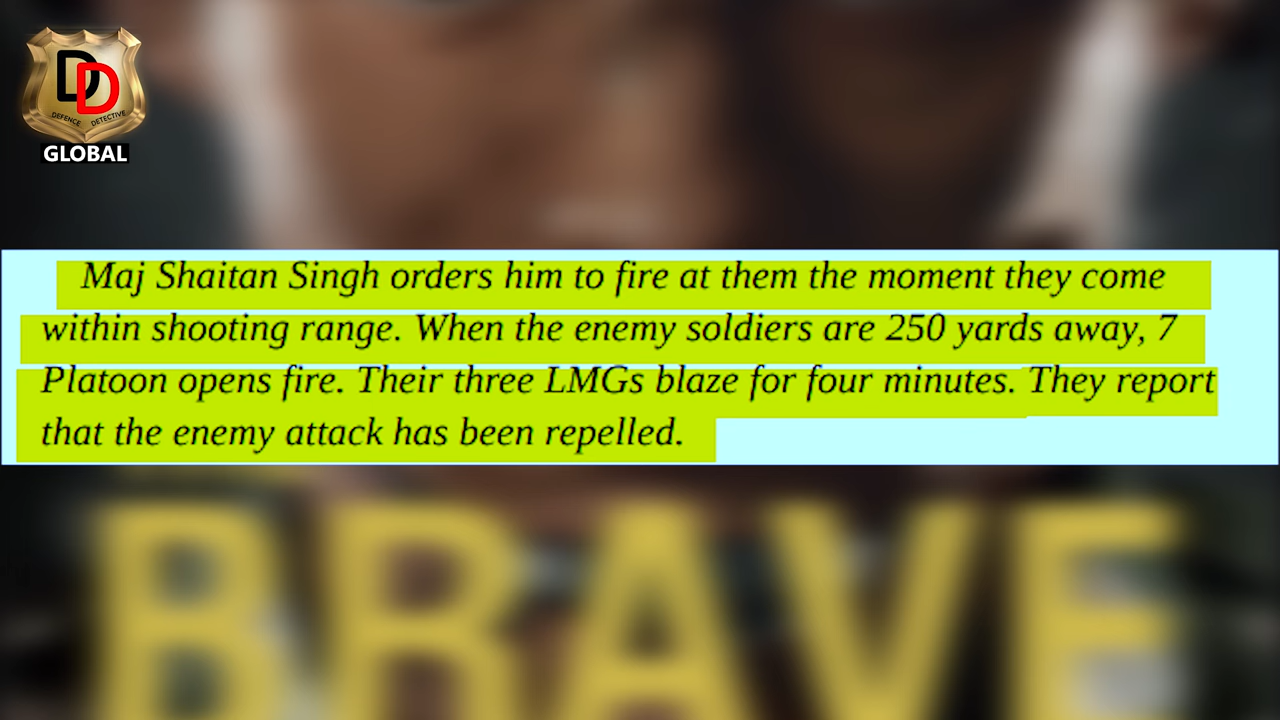 DD
DEFENCE DETECTIVE
GLOBAL
Maj Shaitan Singh orders him to fire at them the moment they come
within shooting range. When the enemy soldiers are 250 yards away, 7
Platoon opens fire. Their three LMGs blaze for four minutes. They report
that the enemy attack has been repelled.
BRAVE